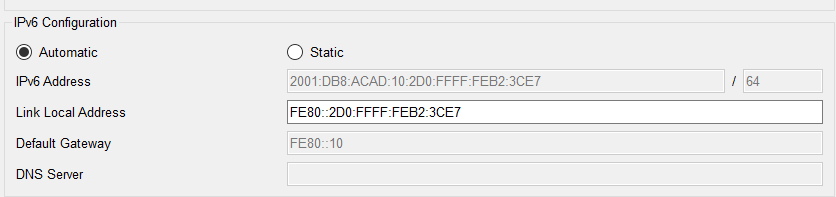 IPv6 Configuration
Automatic Static
IPv6 Address 2001:DB8:ACAD:10:2D0:FFFF:FEB2:3CE7 / 64
Link Local Address FE80::2D0:FFFF:FEB2:3CE7
Default Gateway FE80::10
DNS Server